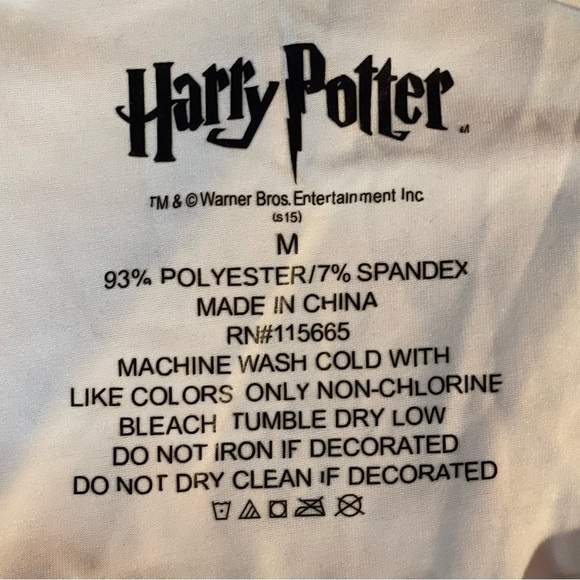 Harry Potter
TM & © Warner Bros. Entertainment Inc
(s15)
M
93% POLYESTER/7% SPANDEX
MADE IN CHINA
RN#115665
MACHINE WASH COLD WITH
LIKE COLORS ONLY NON-CHLORINE
BLEACH TUMBLE DRY LOW
DO NOT IRON IF DECORATED
DO NOT DRY CLEAN IF DECORATED